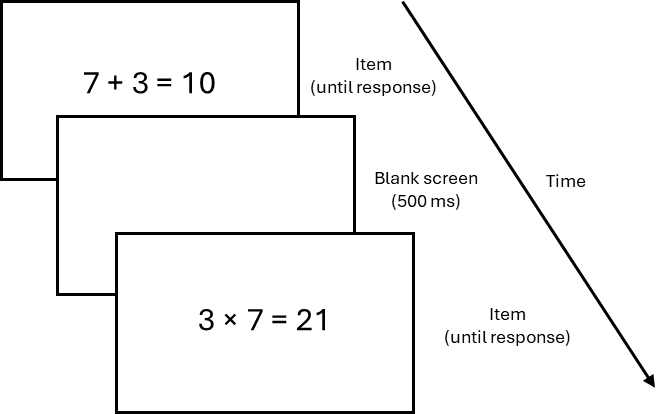 7 + 3 = 10
Item
(until response)
Blank screen
(500 ms)
Time
3 × 7 = 21
Item
(until response)